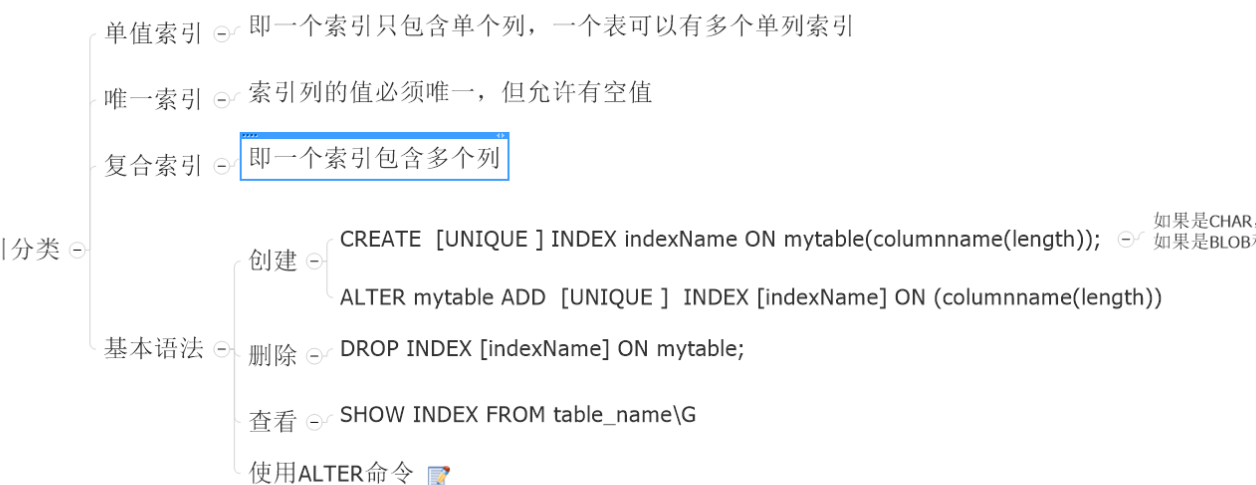 单值索引
即一个索引只包含单个列，一个表可以有多个单列索引
唯一索引
索引列的值必须唯一，但允许有空值
复合索引
即一个索引包含多个列
引分类
基本语法
创建
CREATE [UNIQUE ] INDEX indexName ON mytable(columnname(length));
如果是CHAR,
如果是BLOB
ALTER mytable ADD [UNIQUE ] INDEX [indexName] ON (columnname(length))
删除
DROP INDEX [indexName] ON mytable;
查看
SHOW INDEX FROM table_name\G
使用ALTER命令